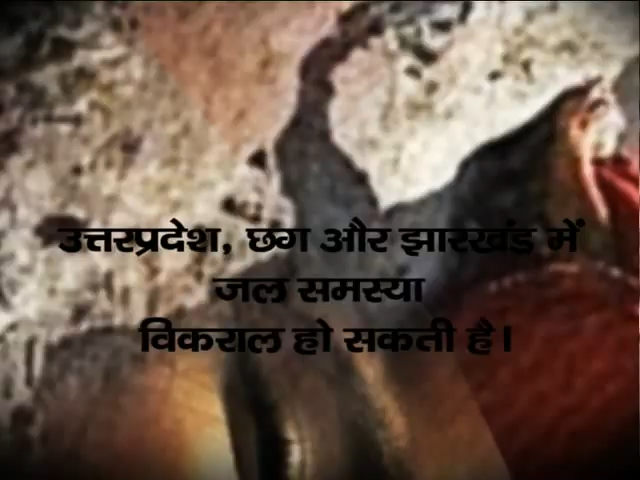 उत्तरप्रदेश, छग और झारखंड में
जल समस्या
विकराल हो सकती है।